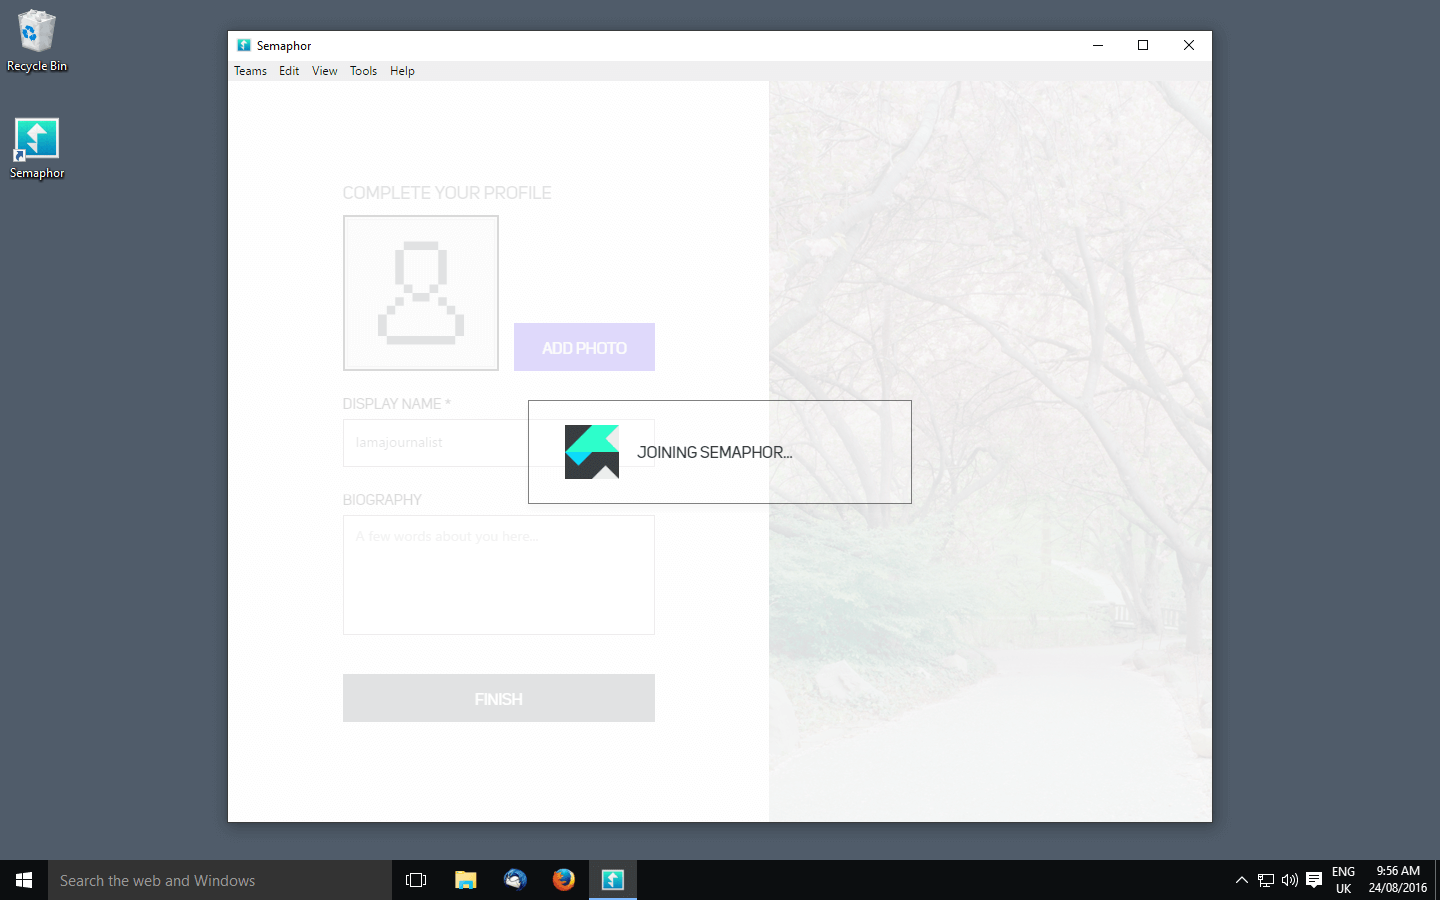 Recycle Bin
Semaphor
Semaphor
Teams Edit View Tools Help
COMPLETE YOUR PROFILE
ADD PHOTO
DISPLAY NAME *
Iamajournalist
JOINING SEMAPHOR...
BIOGRAPHY
A few words about you here...
FINISH
Search the web and Windows
ENG
UK
9:56 AM
24/08/2016